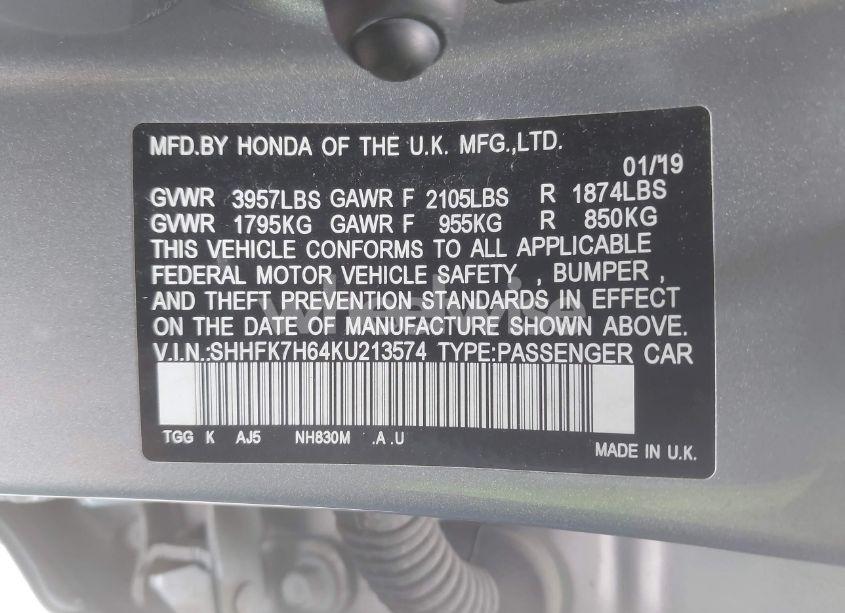 MFD.BY HONDA OF THE U.K. MFG.,LTD.
01/'19
GVWR 3957LBS GAWR F 2105LBS R 1874LBS
GVWR 1795KG GAWR F 955KG R 850KG
THIS VEHICLE CONFORMS TO ALL APPLICABLE
FEDERAL MOTOR VEHICLE SAFETY , BUMPER ,
AND THEFT PREVENTION STANDARDS IN EFFECT
ON THE DATE OF MANUFACTURE SHOWN ABOVE.
V.I.N.:SHHFK7H64KU213574 TYPE:PASSENGER CAR
TGG K AJ5 NH830M .A .U
MADE IN U.K.